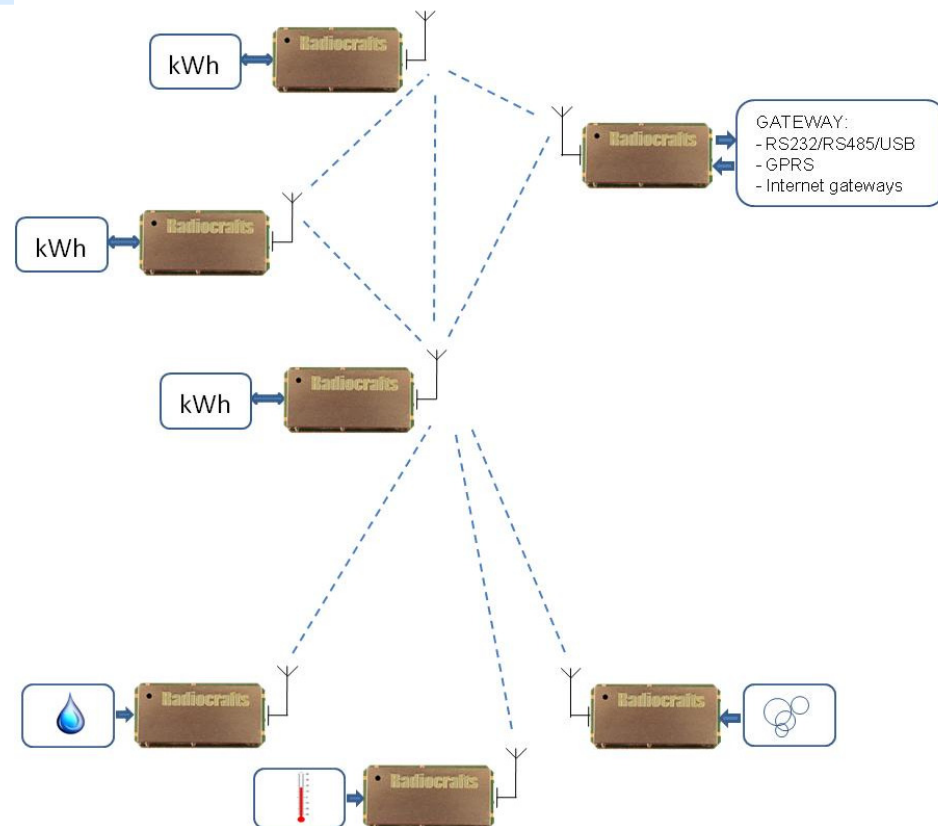 Radiocrafts
kWh
Radiocrafts
GATEWAY:
- RS232/RS485/USB
- GPRS
- Internet gateways
Radiocrafts
kWh
Radiocrafts
kWh
Radiocrafts
Radiocrafts
Radiocrafts